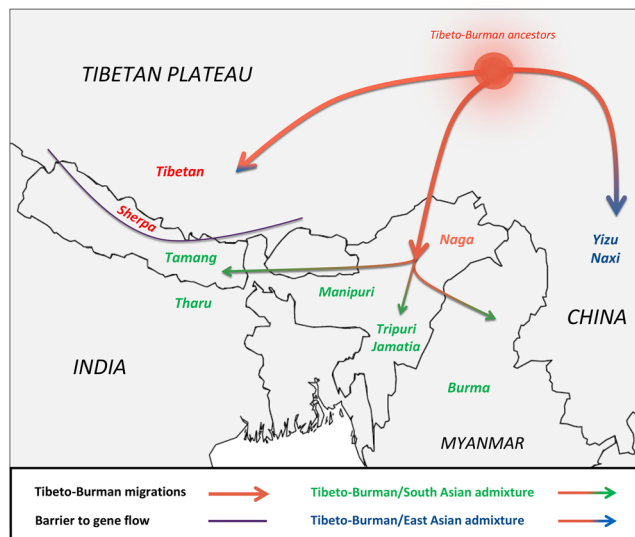 Tibeto-Burman ancestors
TIBETAN PLATEAU
Tibetan
Sherpa
Tamang
Tharu
Naga
Manipuri
Yizu
Naxi
Tripuri
Jamatia
CHINA
INDIA
Burma
MYANMAR
Tibeto-Burman migrations
Tibeto-Burman/South Asian admixture
Barrier to gene flow
Tibeto-Burman/East Asian admixture